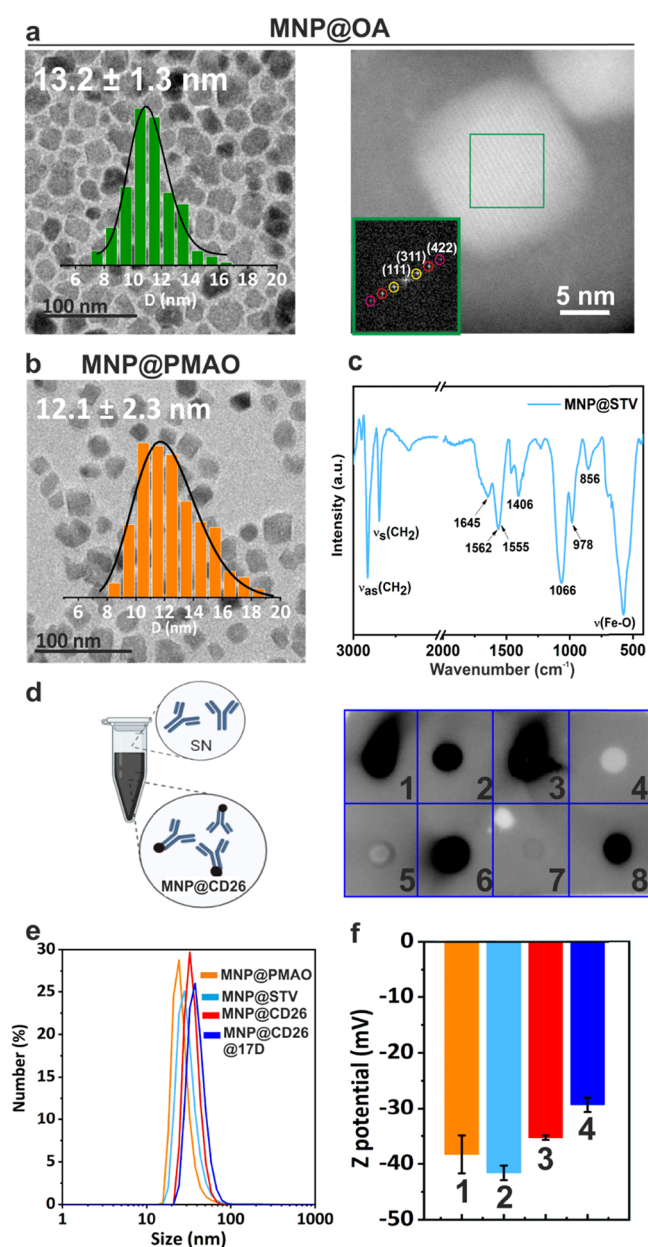 a
MNP@OA
13.2 ± 1.3 nm
6 8 10 12 14 16 18 20
D (nm)
100 nm
(422)
(311)
(111)
5 nm
b
MNP@PMAO
12.1 ± 2.3 nm
6 8 10 12 14 16 18 20
D (nm)
100 nm
c
MNP@STV
Intensity (a.u.)
856
1406
1645
978
1562
1555
νs(CH2)
νas(CH2)
1066
ν(Fe-O)
3000 2000 1500 1000 500
Wavenumber (cm-1)
d
SN
MNP@CD26
1 2 3 4
5 6 7 8
e
Number (%)
30
25
20
15
10
5
0
MNP@PMAO
MNP@STV
MNP@CD26
MNP@CD26
@17D
1 10 100 1000
Size (nm)
f
Z potential (mV)
0
-10
-20
-30
-40
-50
1
2
3
4